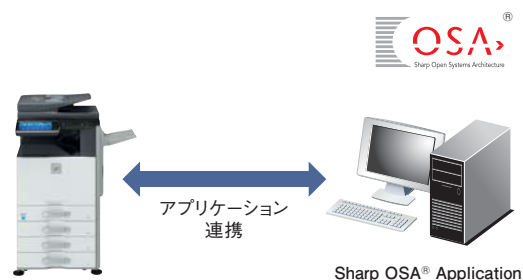 ®
OSA
Sharp Open Systems Architecture
アプリケーション
連携
Sharp OSA® Application